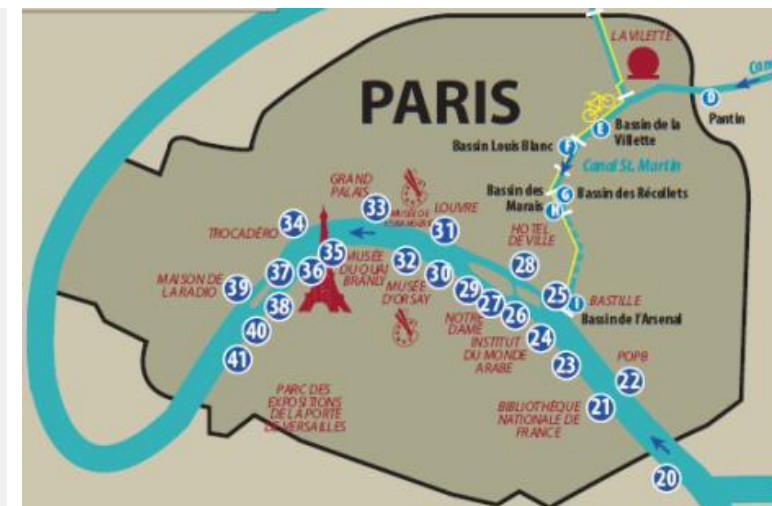 LA VILETTE
PARIS
D
Pantin
E
Bassin de la
Villette
F
Bassin Louis Blanc
Canal St. Martin
Bassin des
Marais
G
Bassin des Récollets
H
GRAND
PALAIS
33
MUSÉE DE
LOUVRE
31
TROCADÉRO
34
HOTEL
DE VILLE
28
35
MUSÉE
DU QUAI
BRANLY
32
30
MUSÉE
D'ORSAY
29
27
26
25
BASTILLE
I
Bassin de l'Arsenal
MAISON DE
LA RADIO
39
37
36
38
40
41
NOTRE
DAME
INSTITUT
DU MONDE
ARABE
24
23
POPB
22
21
BIBLIOTHÈQUE
NATIONALE DE
FRANCE
PARC DES
EXPOSITIONS
DE LA PORTE
DE VERSAILLES
20